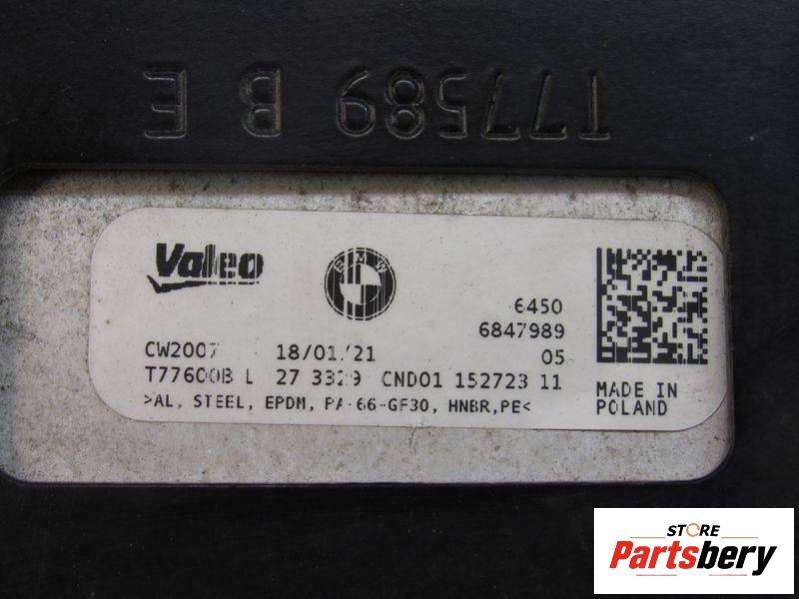 T77589 B E
Valeo
BMW
6450
6847989
CW2007 18/01/21 05
T77600B L 27 3329 CND01 152723 11
>AL, STEEL, EPDM, PA-66-GF30, HNBR,PE<
MADE IN
POLAND
STORE
Partsbery